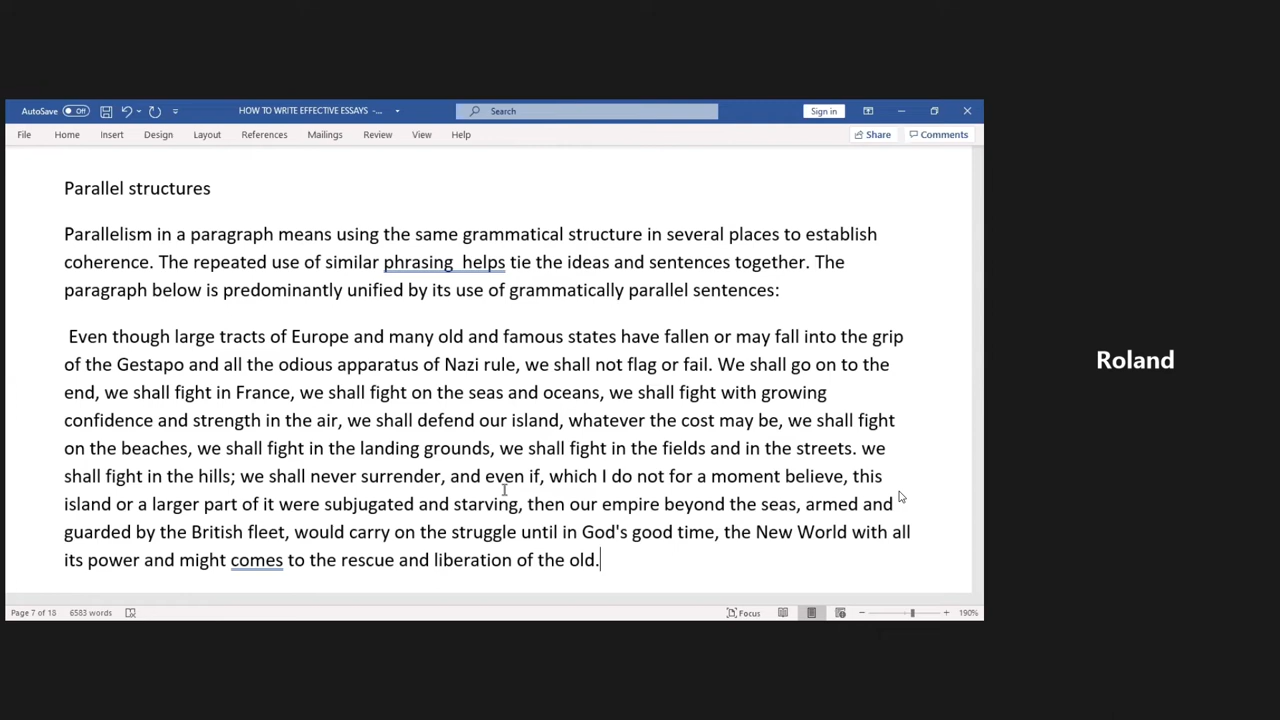 AutoSave Off HOW TO WRITE EFFECTIVE ESSAYS -... Search Sign in
File Home Insert Design Layout References Mailings Review View Help Share Comments
Parallel structures
Parallelism in a paragraph means using the same grammatical structure in several places to establish
coherence. The repeated use of similar phrasing  helps tie the ideas and sentences together. The
paragraph below is predominantly unified by its use of grammatically parallel sentences:
Even though large tracts of Europe and many old and famous states have fallen or may fall into the grip
of the Gestapo and all the odious apparatus of Nazi rule, we shall not flag or fail. We shall go on to the
end, we shall fight in France, we shall fight on the seas and oceans, we shall fight with growing
confidence and strength in the air, we shall defend our island, whatever the cost may be, we shall fight
on the beaches, we shall fight in the landing grounds, we shall fight in the fields and in the streets. we
shall fight in the hills; we shall never surrender, and even if, which I do not for a moment believe, this
island or a larger part of it were subjugated and starving, then our empire beyond the seas, armed and
guarded by the British fleet, would carry on the struggle until in God's good time, the New World with all
its power and might comes to the rescue and liberation of the old.
Roland
Page 7 of 18 6583 words Focus 190%